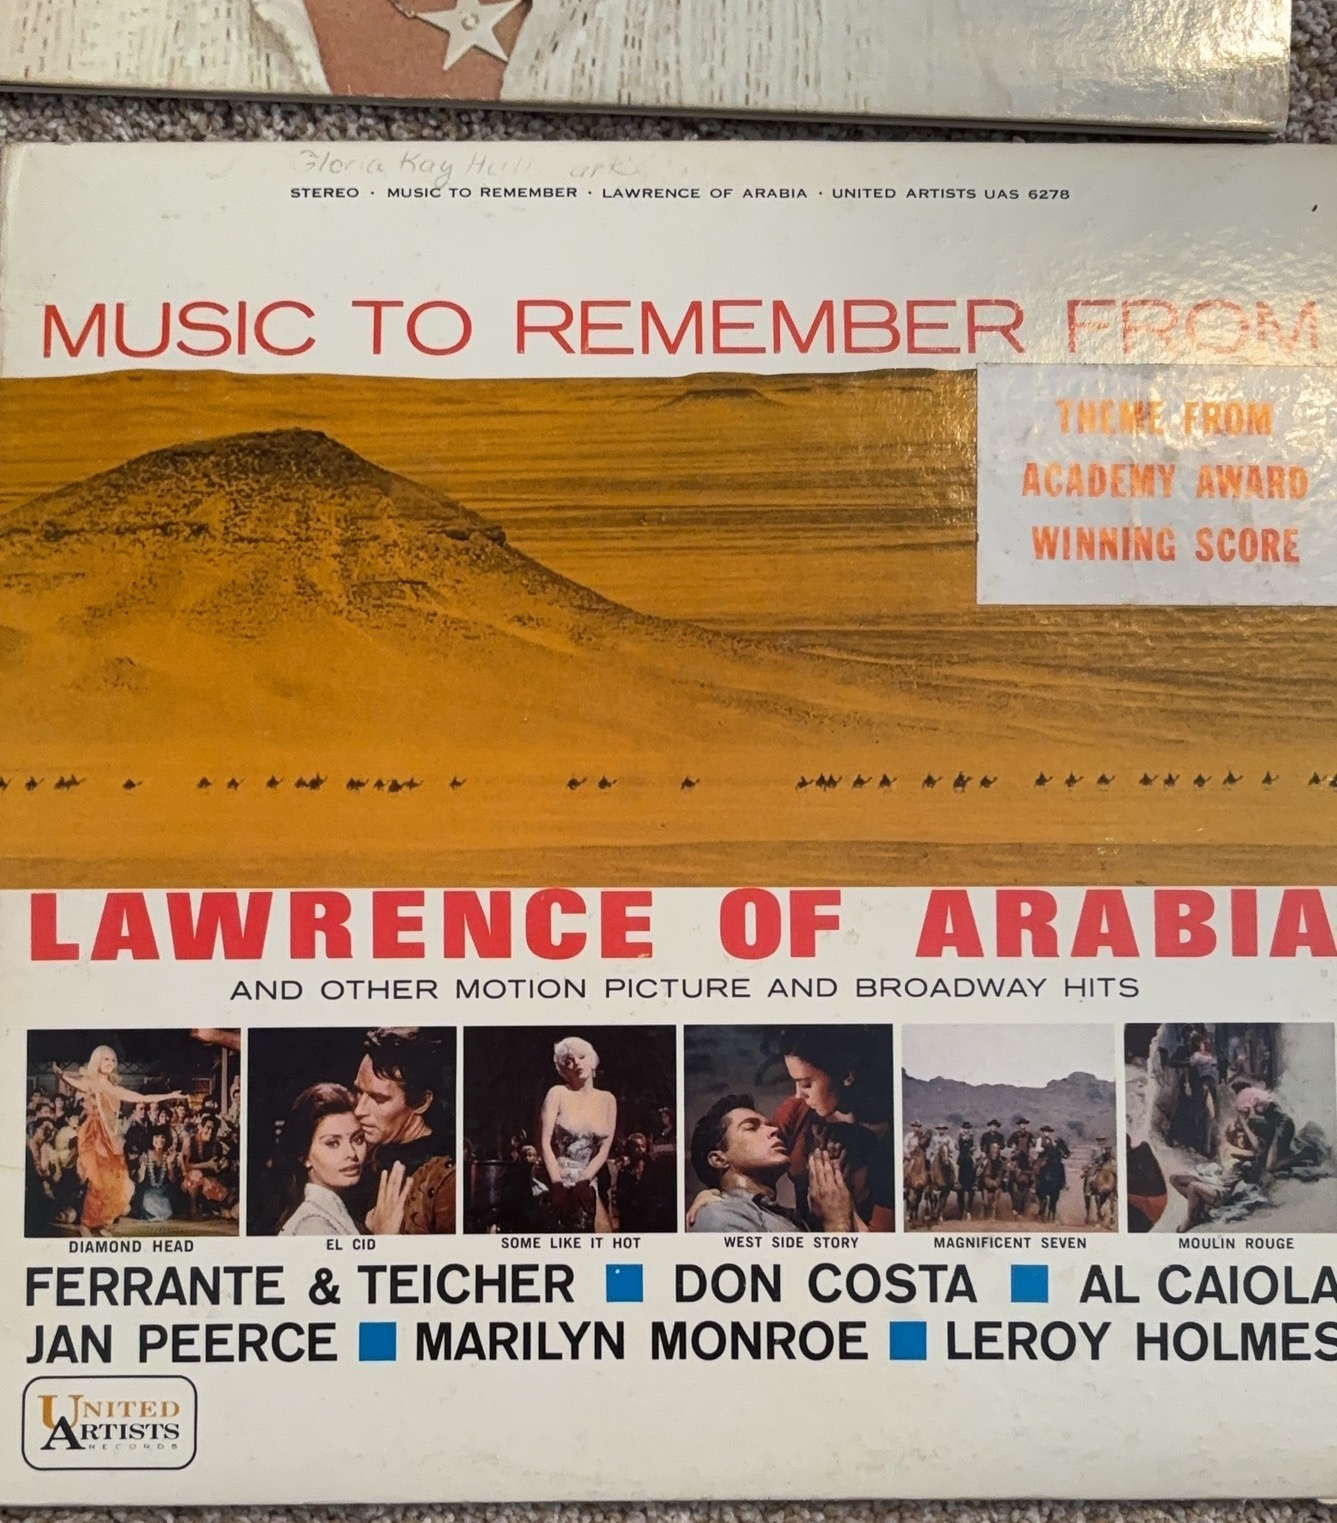 Gloria Kay
STEREO · MUSIC TO REMEMBER · LAWRENCE OF ARABIA · UNITED ARTISTS UAS 6278
MUSIC TO REMEMBER FROM
THEME FROM
ACADEMY AWARD
WINNING SCORE
LAWRENCE OF ARABIA
AND OTHER MOTION PICTURE AND BROADWAY HITS
DIAMOND HEAD EL CID SOME LIKE IT HOT WEST SIDE STORY MAGNIFICENT SEVEN MOULIN ROUGE
FERRANTE & TEICHER ■ DON COSTA ■ AL CAIOLA
JAN PEERCE ■ MARILYN MONROE ■ LEROY HOLMES
UNITED
ARTISTS
RECORDS